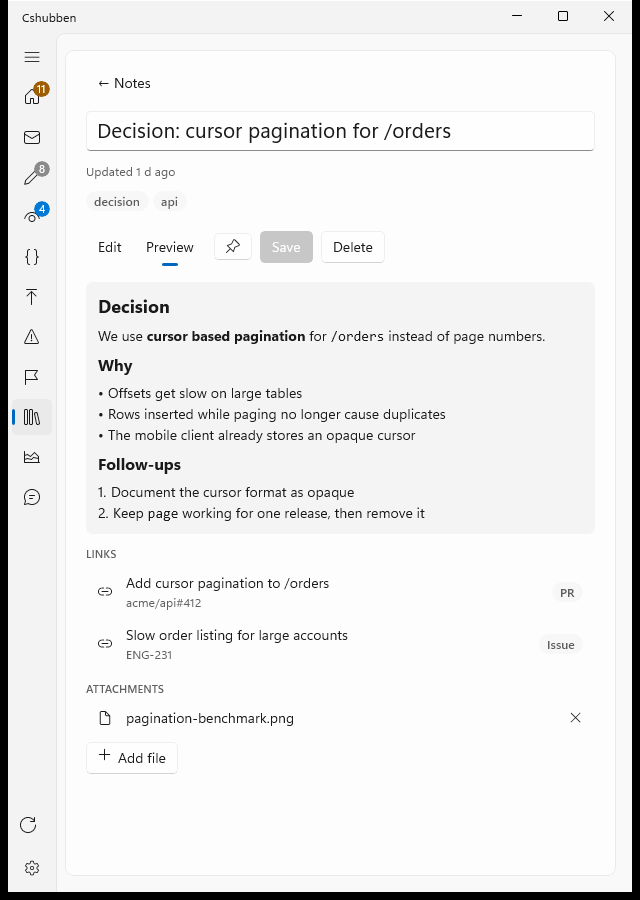 Cshubben
11
8
4
← Notes
Decision: cursor pagination for /orders
Updated 1 d ago
decision api
Edit Preview Save Delete
Decision
We use cursor based pagination for /orders instead of page numbers.
Why
• Offsets get slow on large tables
• Rows inserted while paging no longer cause duplicates
• The mobile client already stores an opaque cursor
Follow-ups
1. Document the cursor format as opaque
2. Keep page working for one release, then remove it
LINKS
Add cursor pagination to /orders
acme/api#412
PR
Slow order listing for large accounts
ENG-231
Issue
ATTACHMENTS
pagination-benchmark.png
+ Add file